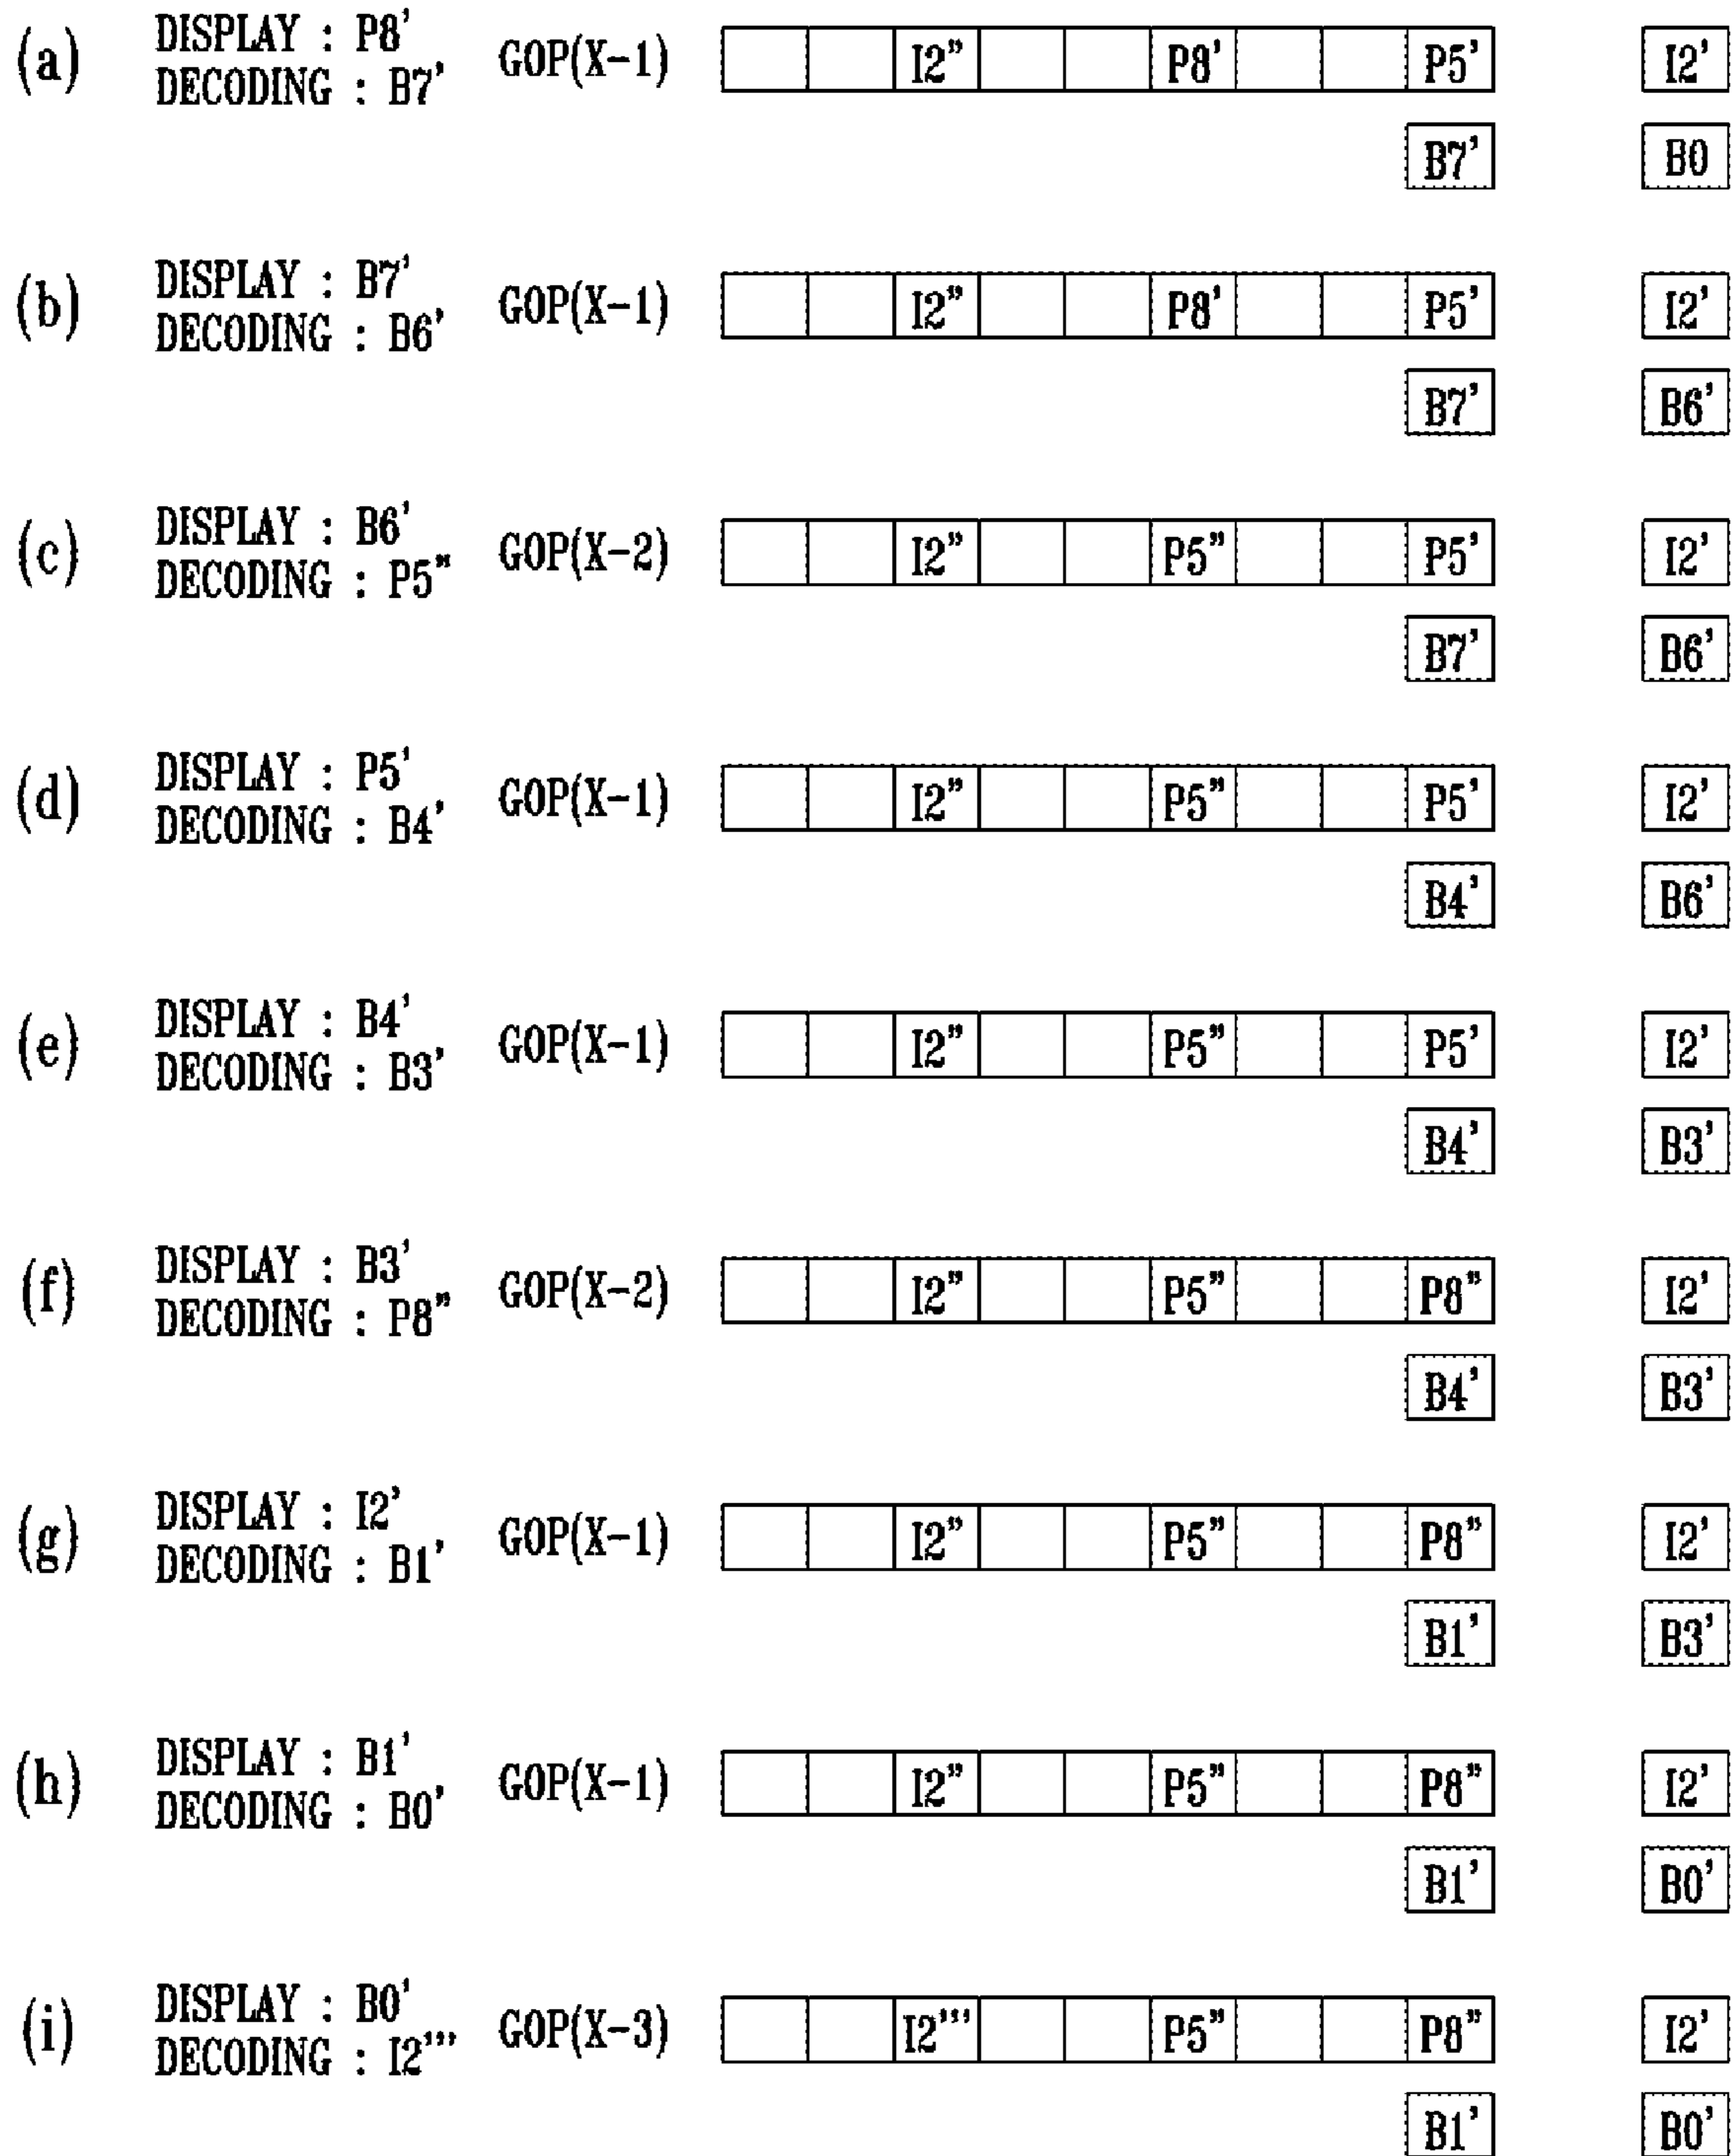 (a) DISPLAY : P8' GOP(X-1) I2" P8' P5' I2'
DECODING : B7'
B7' B0
(b) DISPLAY : B7' GOP(X-1) I2" P8' P5' I2'
DECODING : B6'
B7' B6'
(c) DISPLAY : B6' GOP(X-2) I2" P5" P5' I2'
DECODING : P5"
B7' B6'
(d) DISPLAY : P5' GOP(X-1) I2" P5" P5' I2'
DECODING : B4'
B4' B6'
(e) DISPLAY : B4' GOP(X-1) I2" P5" P5' I2'
DECODING : B3'
B4' B3'
(f) DISPLAY : B3' GOP(X-2) I2" P5" P8" I2'
DECODING : P8"
B4' B3'
(g) DISPLAY : I2' GOP(X-1) I2" P5" P8" I2'
DECODING : B1'
B1' B3'
(h) DISPLAY : B1' GOP(X-1) I2" P5" P8" I2'
DECODING : B0'
B1' B0'
(i) DISPLAY : B0' GOP(X-3) I2''' P5" P8" I2'
DECODING : I2'''
B1' B0'